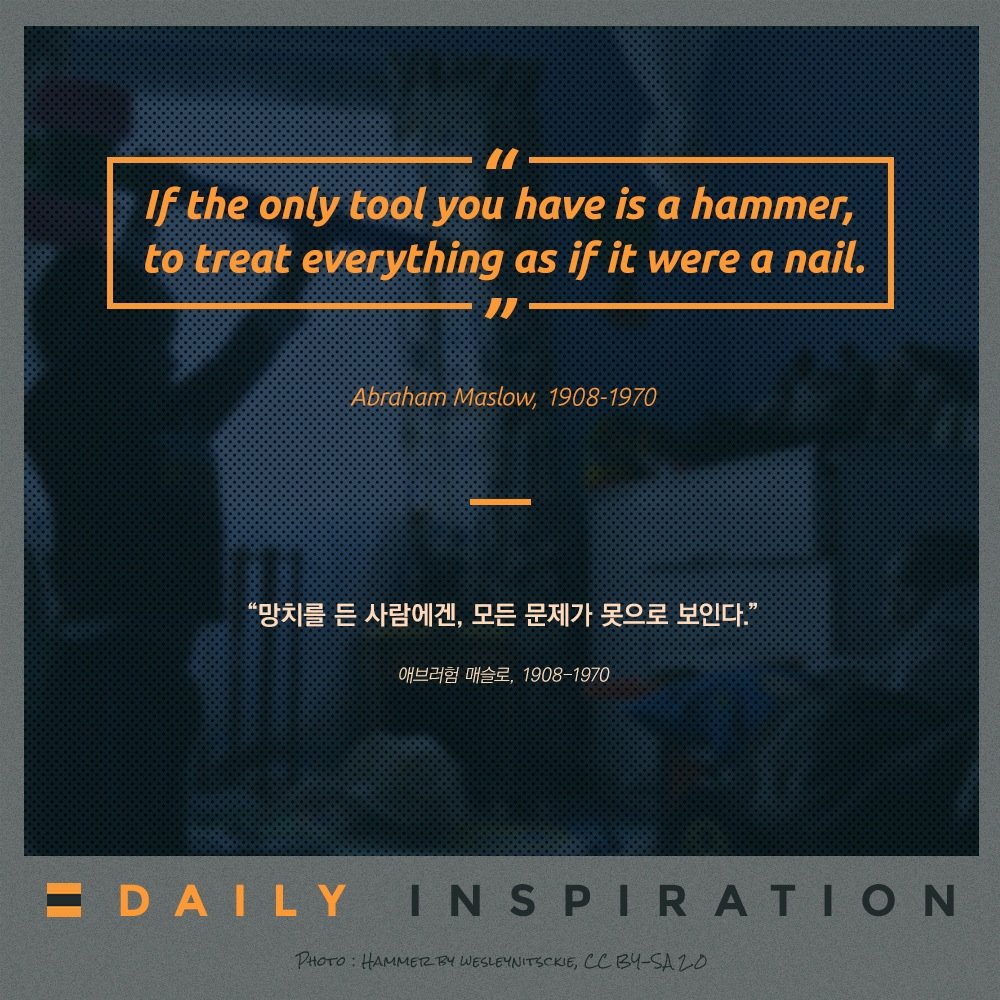 “
If the only tool you have is a hammer,
to treat everything as if it were a nail.
”
Abraham Maslow, 1908-1970
“망치를 든 사람에겐, 모든 문제가 못으로 보인다.”
애브러험 매슬로, 1908-1970
DAILY INSPIRATION
Photo : Hammer by wesleynitsckie, CC BY-SA 2.0